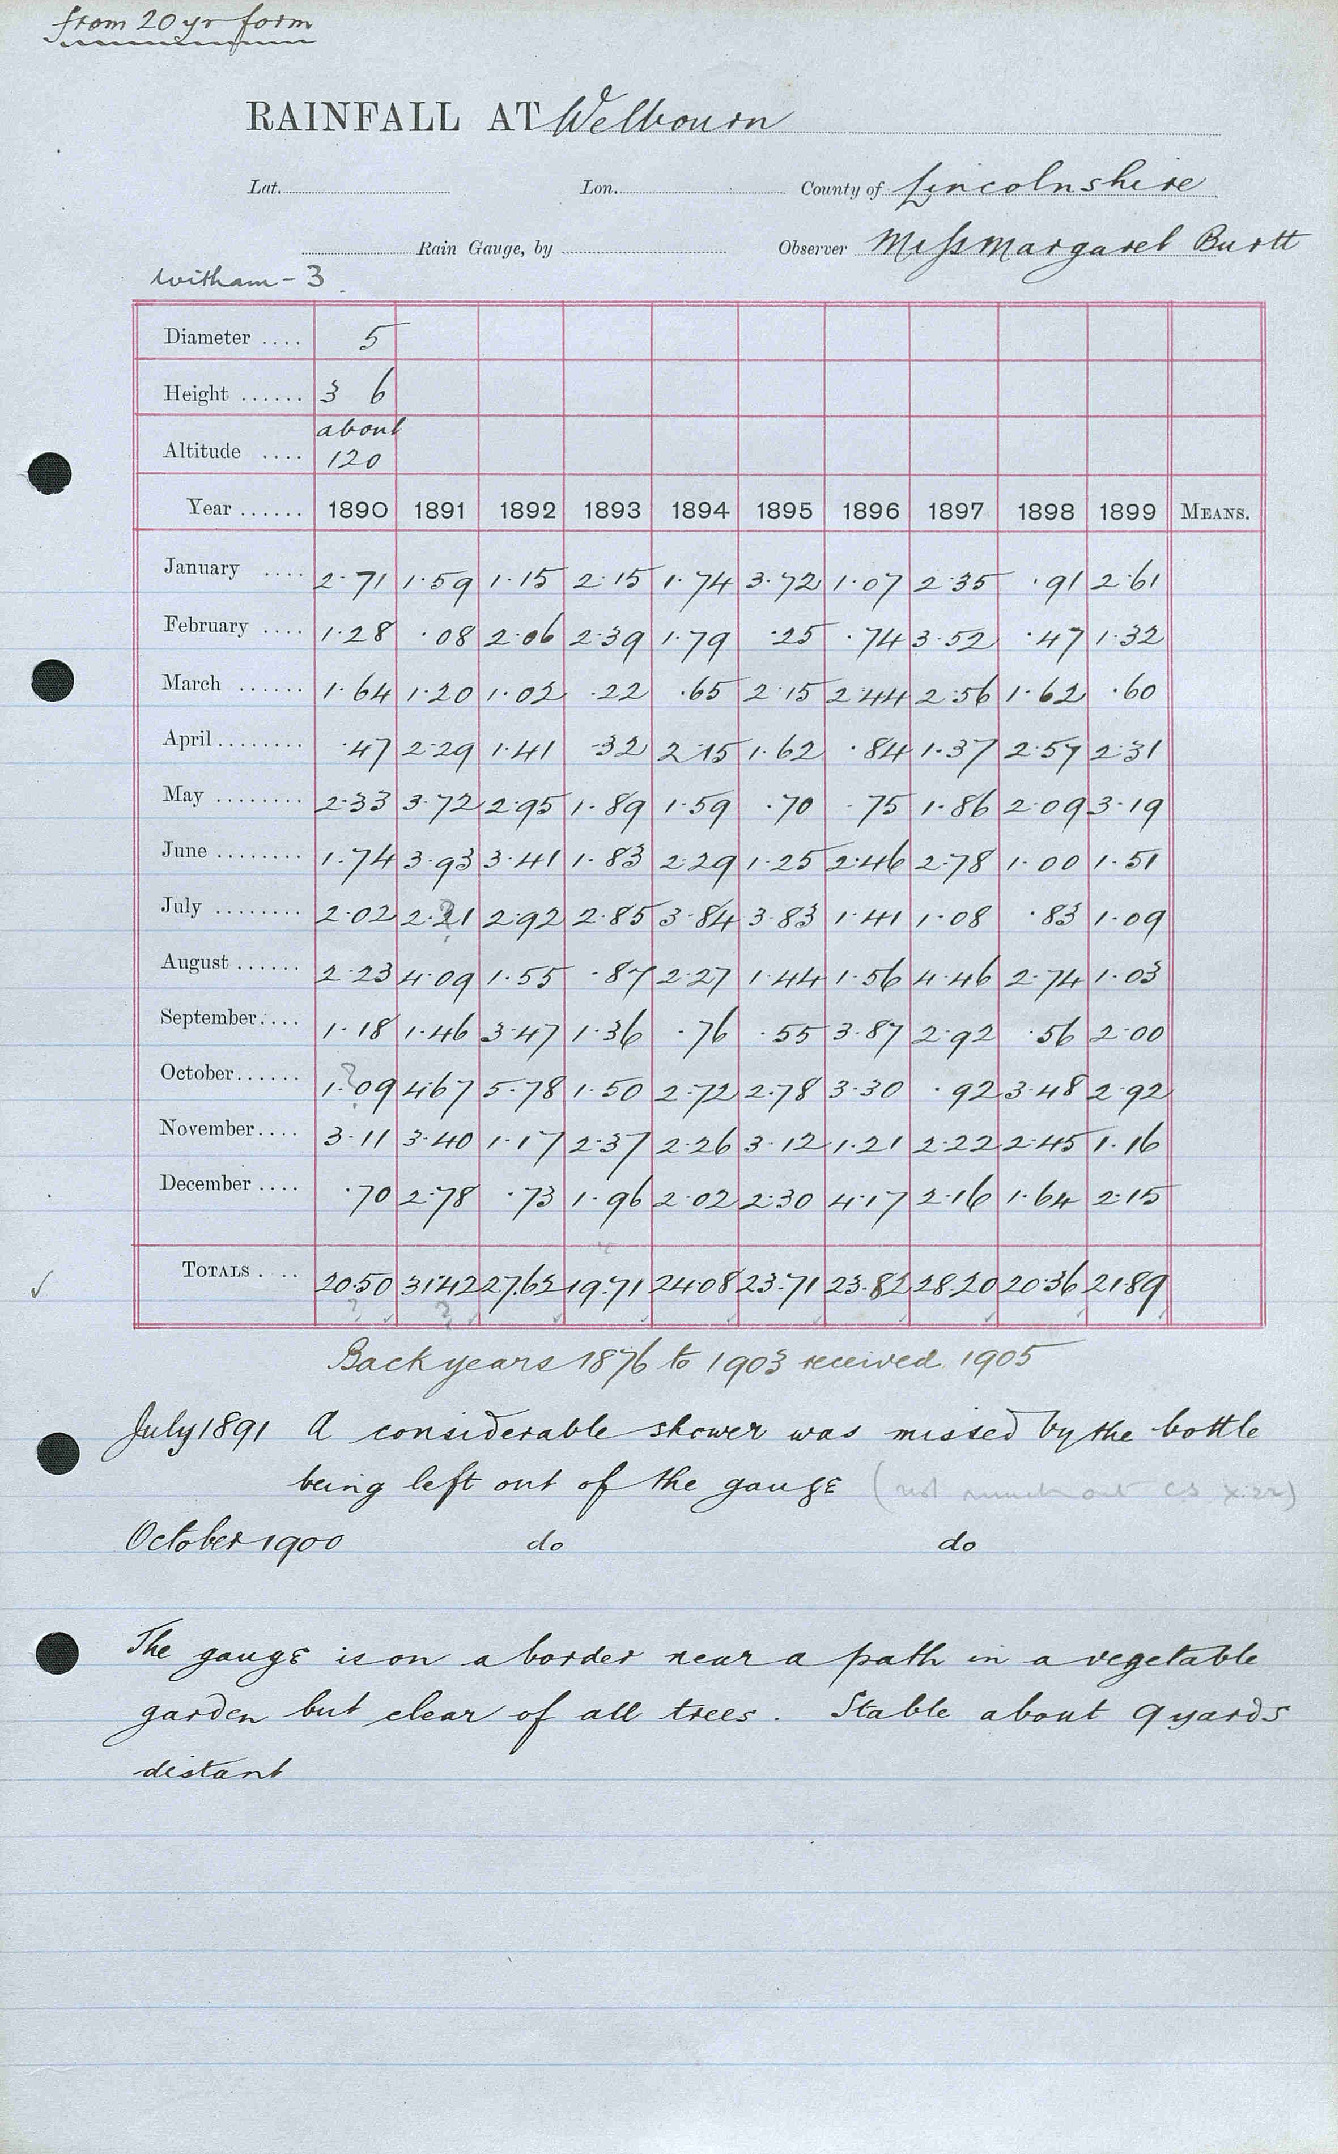 from 20 yr form
RAINFALL AT Welbourn
Lat. Lon. County of Lincolnshire
Rain Gauge, by Observer Miss Margaret Burtt
Witham - 3
Diameter .... 5
Height ...... 3 6
Altitude .... about 120
Year ...... 1890 1891 1892 1893 1894 1895 1896 1897 1898 1899 MEANS.
January .... 2.71 1.59 1.15 2.15 1.74 3.72 1.07 2.35 .91 2.61
February .... 1.28 .08 2.06 2.39 1.79 .25 .74 3.52 .47 1.32
March ...... 1.64 1.20 1.02 .22 .65 2.15 2.44 2.56 1.62 .60
April ........ .47 2.29 1.41 .32 2.15 1.62 .84 1.37 2.57 2.31
May ........ 2.33 3.72 2.95 1.89 1.59 .70 .75 1.86 2.09 3.19
June ........ 1.74 3.93 3.41 1.83 2.29 1.25 2.46 2.78 1.00 1.51
July ........ 2.02 2.21 ? 2.92 2.85 3.84 3.83 1.41 1.08 .83 1.09
August ...... 2.23 4.09 1.55 .87 2.27 1.44 1.56 4.46 2.74 1.03
September .... 1.18 1.46 3.47 1.36 .76 .55 3.87 2.92 .56 2.00
October ...... 1.09 ? 4.67 5.78 1.50 2.72 2.78 3.30 .92 3.48 2.92
November .... 3.11 3.40 1.17 2.37 2.26 3.12 1.21 2.22 2.45 1.16
December .... .70 2.78 .73 1.96 2.02 2.30 4.17 2.16 1.64 2.15
TOTALS .... 20.50 31.42 27.62 19.71 24.08 23.71 23.82 28.20 20.36 21.89
? ?
Back years 1876 to 1903 received 1905
July 1891 A considerable shower was missed by the bottle
being left out of the gauge (not much out
October 1900 do do
The gauge is on a border near a path in a vegetable
garden but clear of all trees. Stable about 9 yards
distant